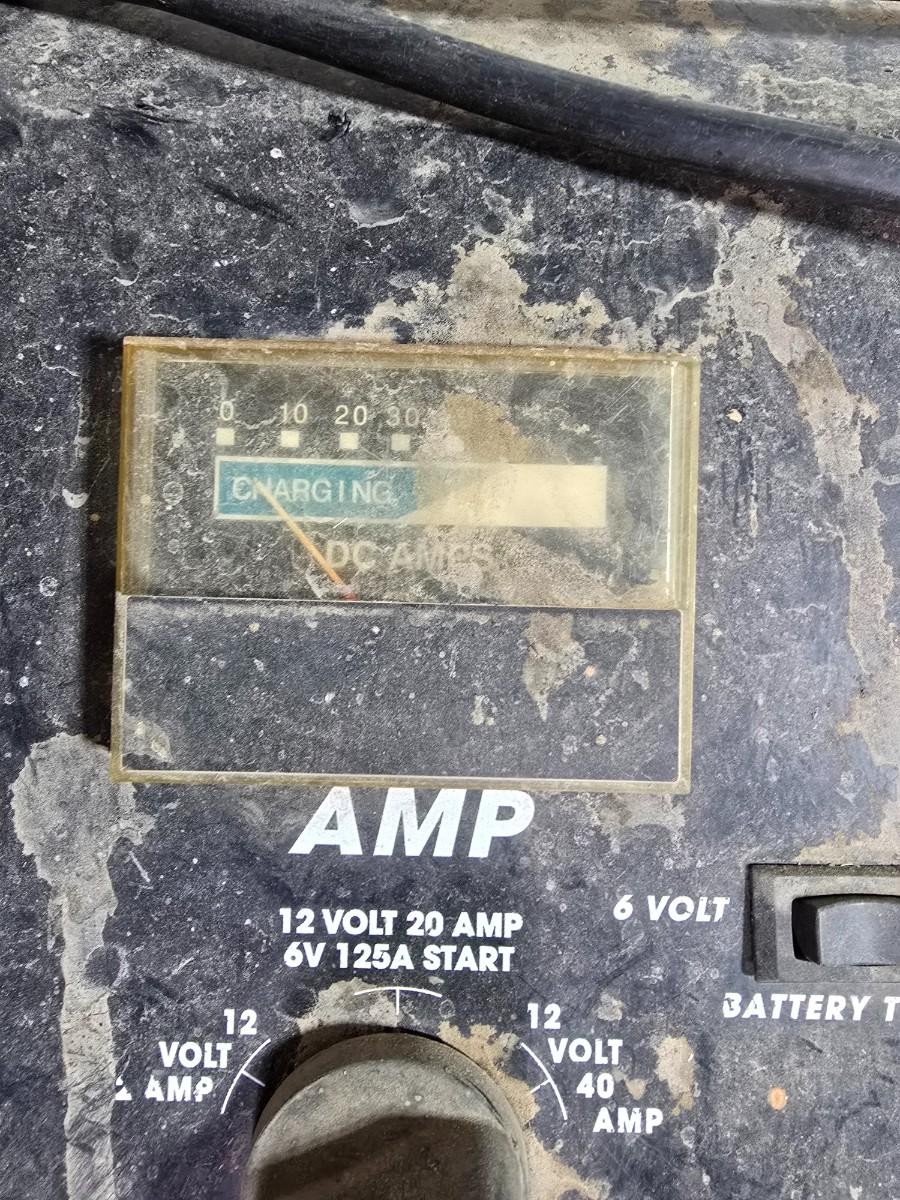 0 10 20 30
CHARGING
DC AMPS
AMP
12 VOLT 20 AMP
6V 125A START
6 VOLT
12
VOLT
AMP
12
VOLT
40
AMP
BATTERY T